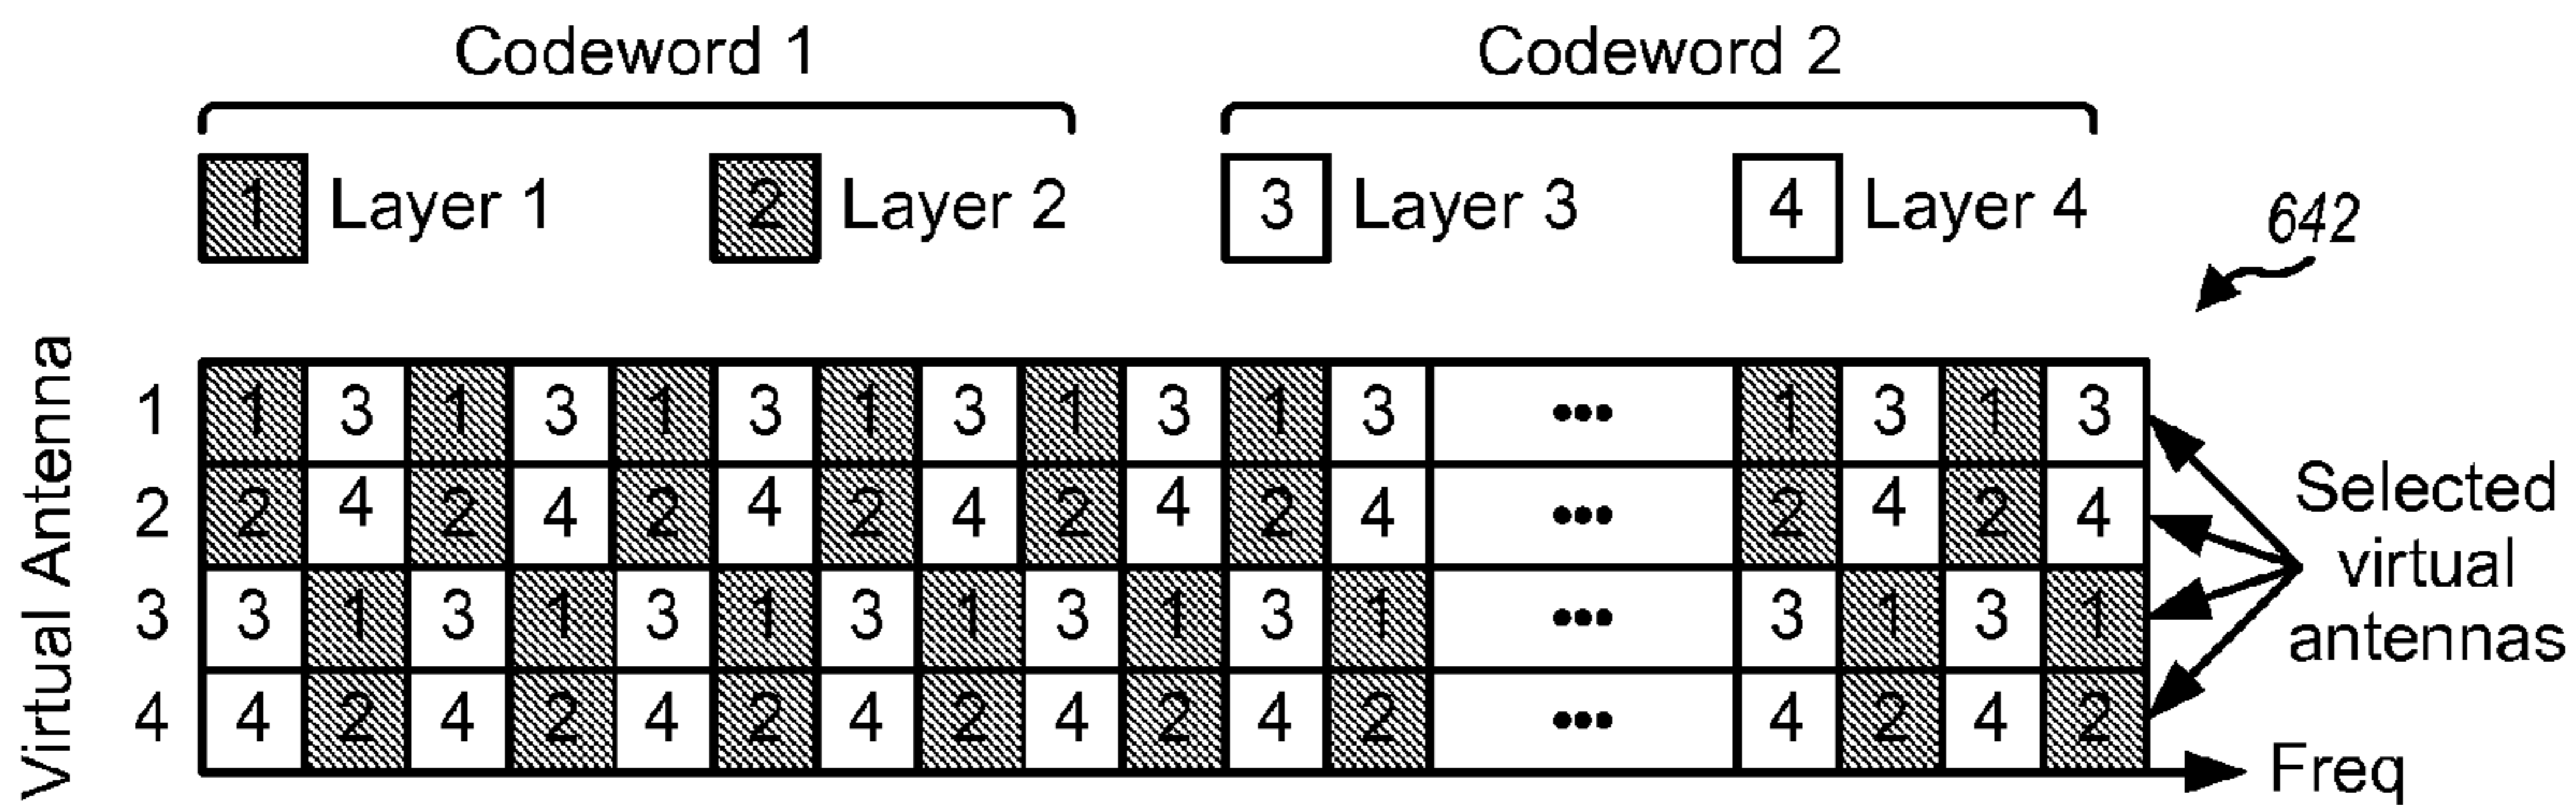 Codeword 1 Codeword 2
1 Layer 1 2 Layer 2 3 Layer 3 4 Layer 4
642
Virtual Antenna
1 1 3 1 3 1 3 1 3 1 3 1 3 ••• 1 3 1 3
2 2 4 2 4 2 4 2 4 2 4 2 4 ••• 2 4 2 4
3 3 1 3 1 3 1 3 1 3 1 3 1 ••• 3 1 3 1
4 4 2 4 2 4 2 4 2 4 2 4 2 ••• 4 2 4 2
Selected
virtual
antennas
Freq